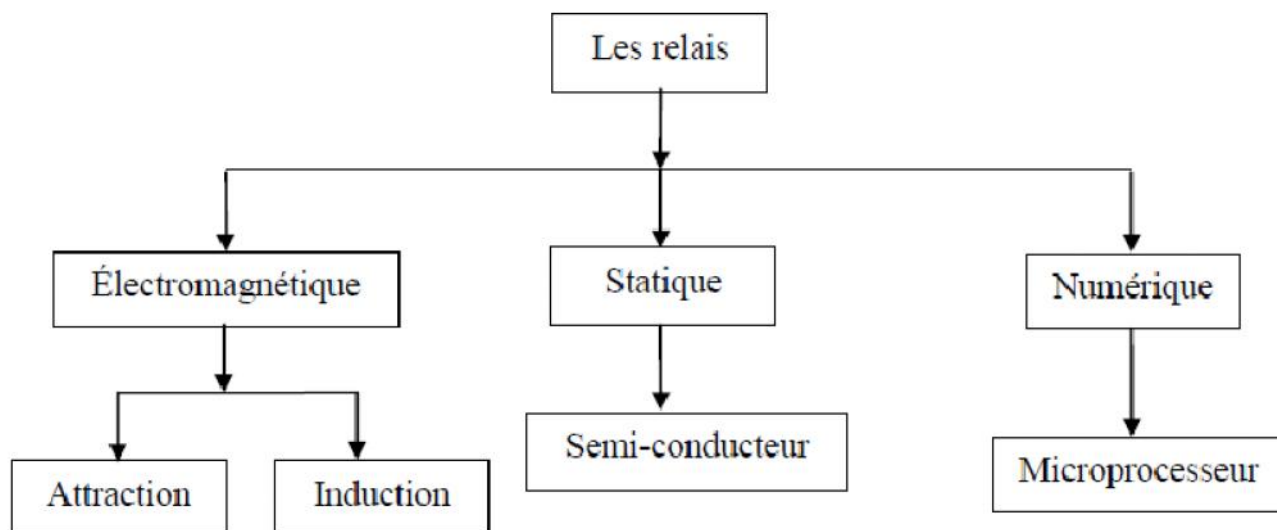 Les relais
Électromagnétique
Statique
Numérique
Attraction
Induction
Semi-conducteur
Microprocesseur